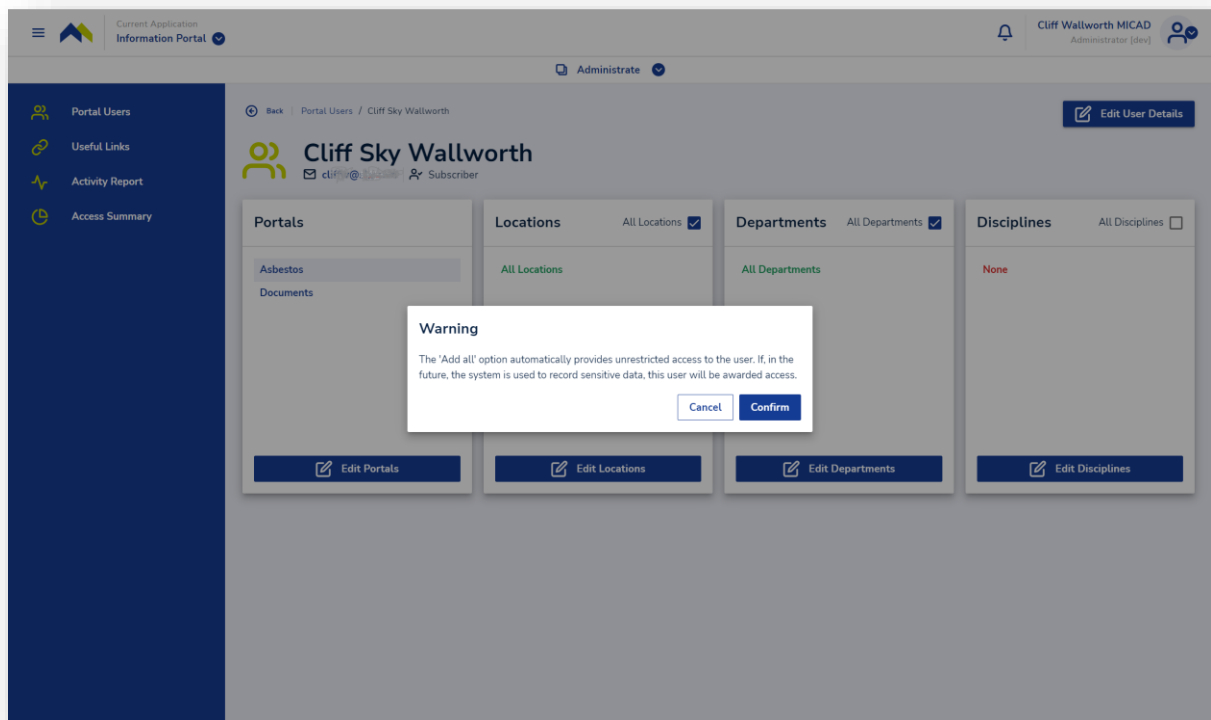 Current Application
Information Portal
Cliff Wallworth MICAD
Administrator [dev]
Administrate
Portal Users
Useful Links
Activity Report
Access Summary
Back
Portal Users / Cliff Sky Wallworth
Edit User Details
Cliff Sky Wallworth
Subscriber
Portals
Locations
All Locations
Departments
All Departments
Disciplines
All Disciplines
Asbestos
Documents
All Locations
All Departments
None
Warning
The 'Add all' option automatically provides unrestricted access to the user. If, in the
future, the system is used to record sensitive data, this user will be awarded access.
Cancel
Confirm
Edit Portals
Edit Locations
Edit Departments
Edit Disciplines